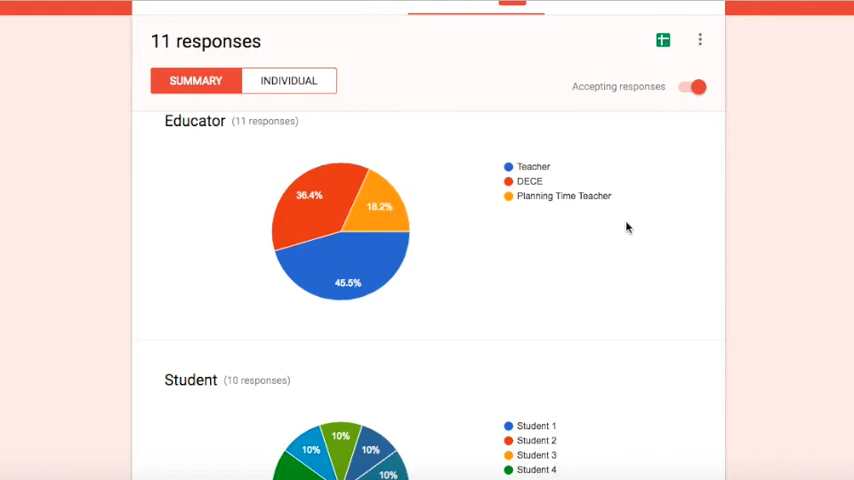 11 responses
SUMMARY
INDIVIDUAL
Accepting responses
Educator (11 responses)
Teacher
DECE
Planning Time Teacher
36.4%
18.2%
45.5%
Student (10 responses)
Student 1
Student 2
Student 3
Student 4
10%
10%
10%
10%